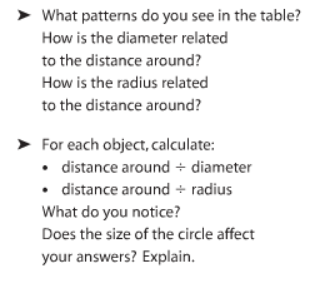 ➤ What patterns do you see in the table?
How is the diameter related
to the distance around?
How is the radius related
to the distance around?
➤ For each object, calculate:
• distance around ÷ diameter
• distance around ÷ radius
What do you notice?
Does the size of the circle affect
your answers? Explain.